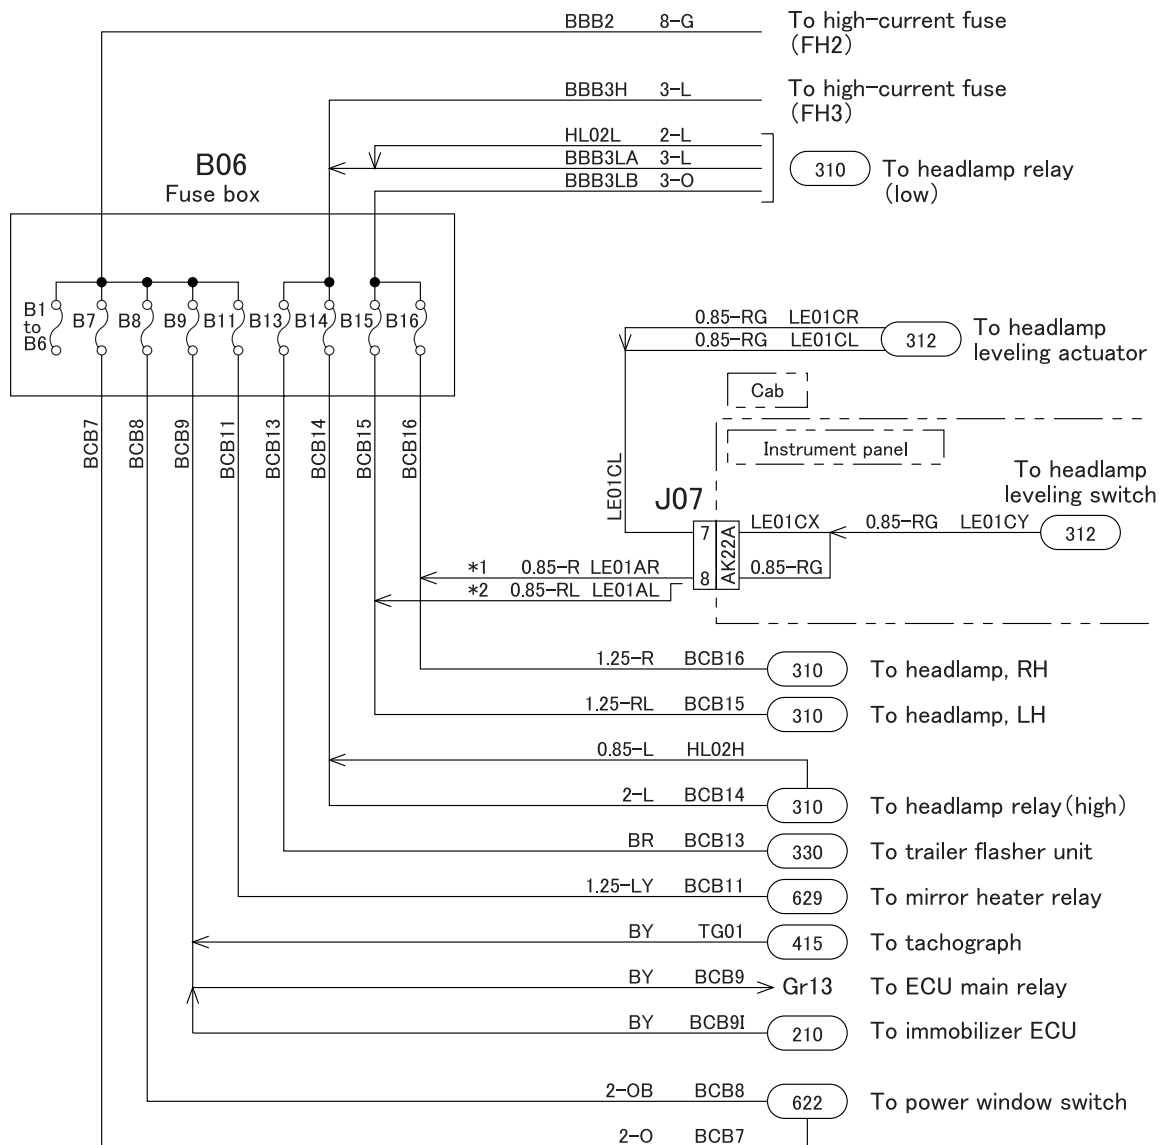 BBB2 8-G To high-current fuse
(FH2)
BBB3H 3-L To high-current fuse
(FH3)
HL02L 2-L
BBB3LA 3-L
BBB3LB 3-O
310 To headlamp relay
(low)
B06
Fuse box
B1
to
B6
B7
B8
B9
B11
B13
B14
B15
B16
BCB7
BCB8
BCB9
BCB11
BCB13
BCB14
BCB15
BCB16
0.85-RG LE01CR
0.85-RG LE01CL
312 To headlamp
leveling actuator
Cab
Instrument panel
To headlamp
leveling switch
LE01CL
J07
7
8
AK22A
LE01CX 0.85-RG LE01CY 312
0.85-RG
*1 0.85-R LE01AR
*2 0.85-RL LE01AL
1.25-R BCB16 310 To headlamp, RH
1.25-RL BCB15 310 To headlamp, LH
0.85-L HL02H
2-L BCB14 310 To headlamp relay(high)
BR BCB13 330 To trailer flasher unit
1.25-LY BCB11 629 To mirror heater relay
BY TG01 415 To tachograph
BY BCB9 Gr13 To ECU main relay
BY BCB9I 210 To immobilizer ECU
2-OB BCB8 622 To power window switch
2-O BCB7